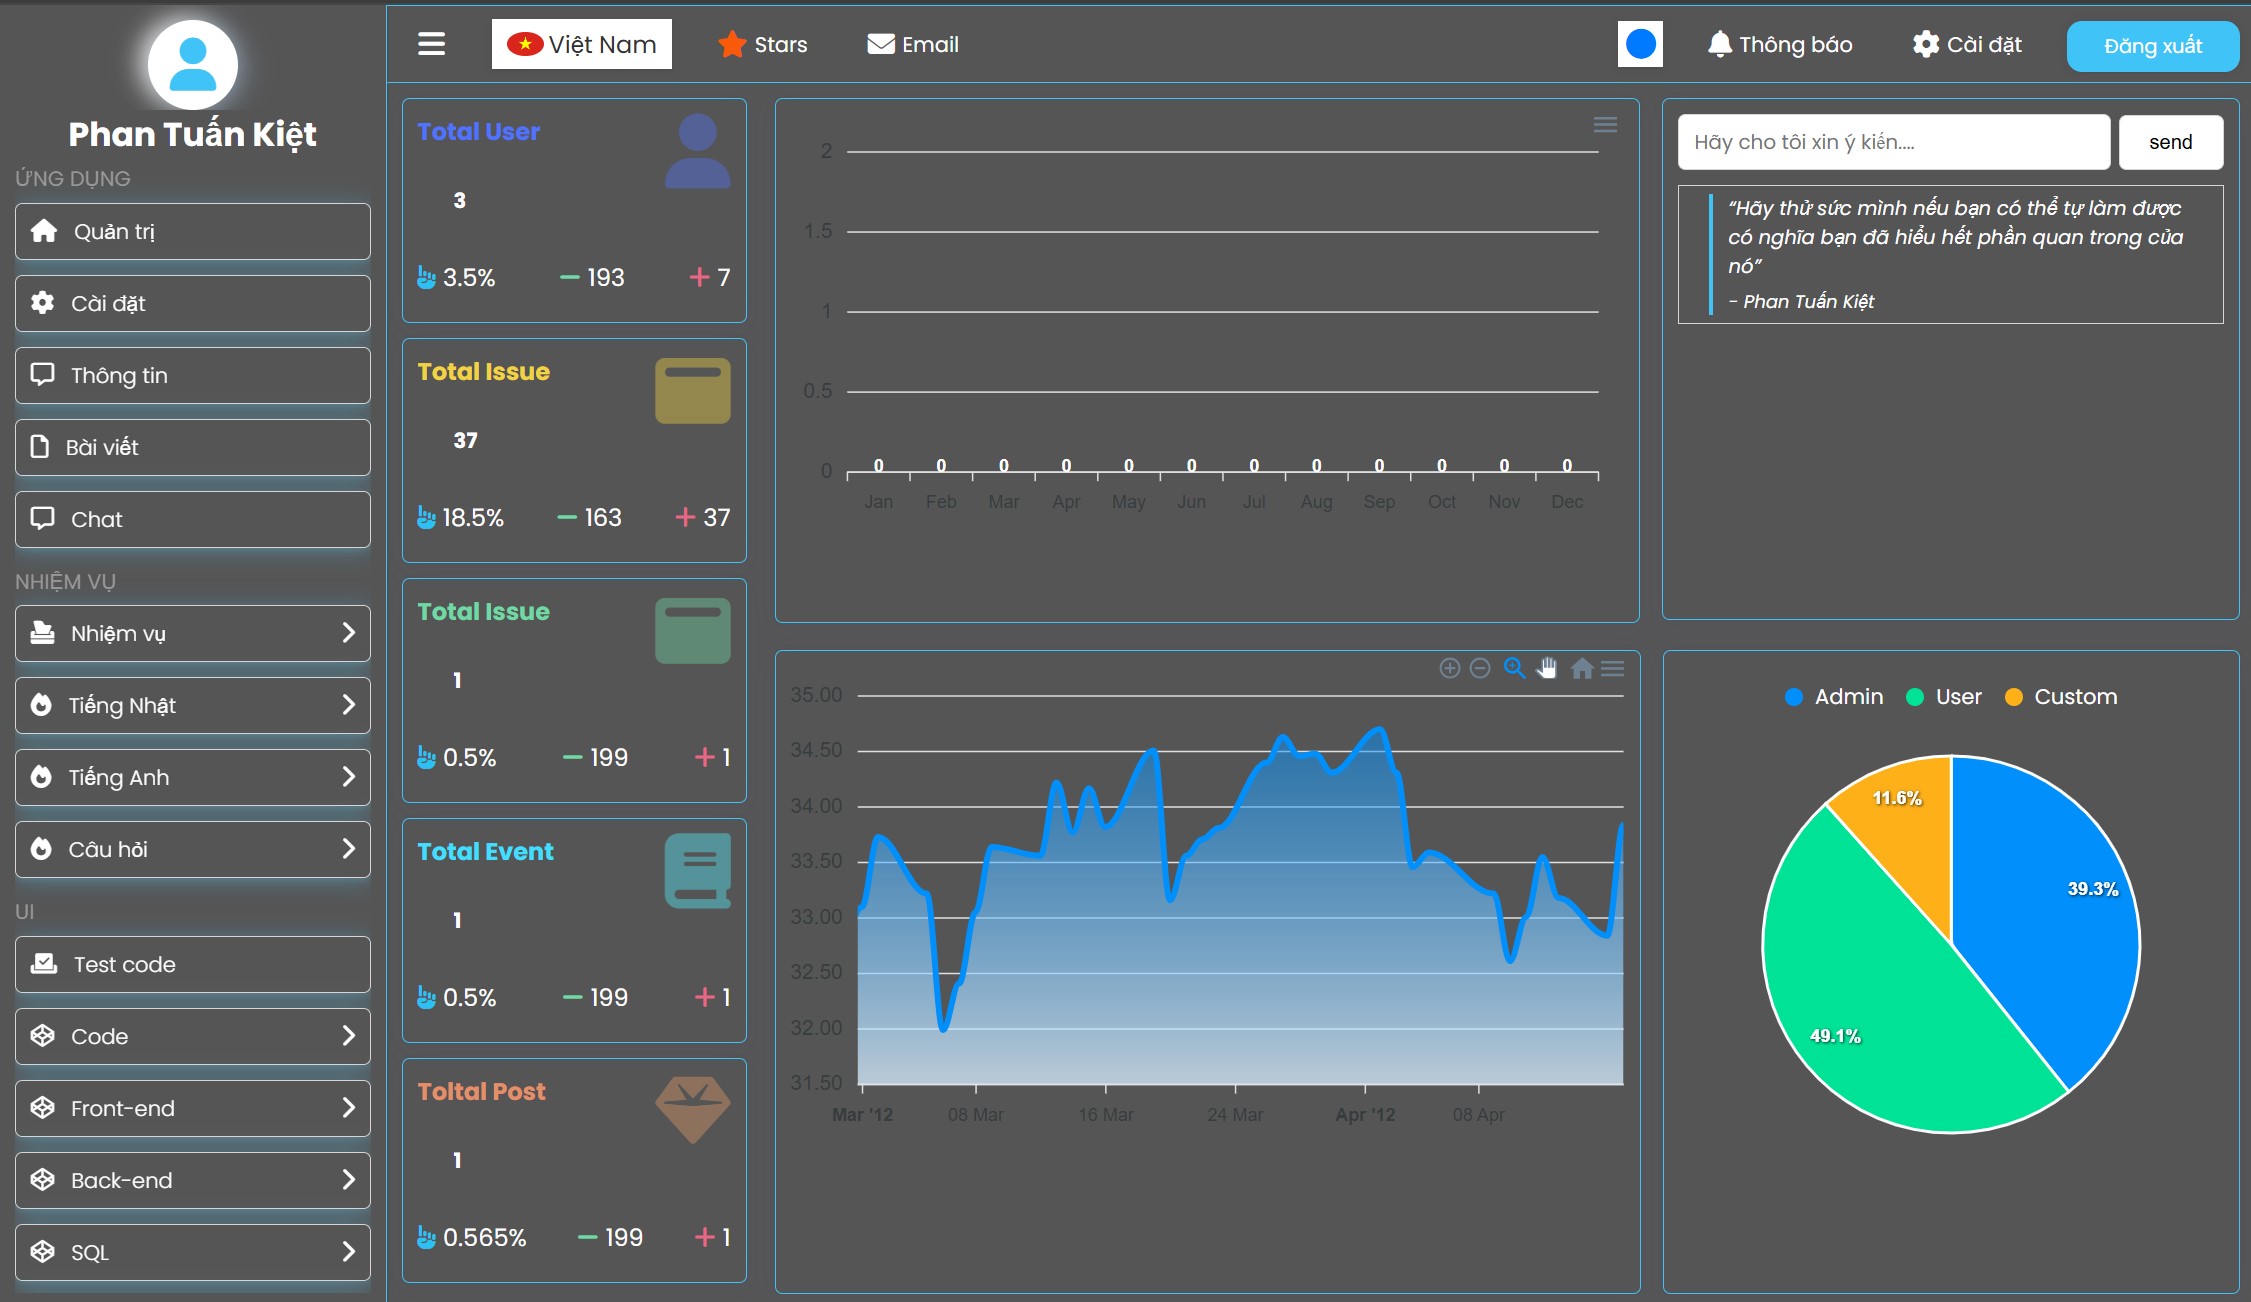 Phan Tuấn Kiệt
ỨNG DỤNG
Quản trị
Cài đặt
Thông tin
Bài viết
Chat
NHIỆM VỤ
Nhiệm vụ
Tiếng Nhật
Tiếng Anh
Câu hỏi
UI
Test code
Code
Front-end
Back-end
SQL
Việt Nam Stars Email Thông báo Cài đặt Đăng xuất
Total User
3
3.5% 193 7
Total Issue
37
18.5% 163 37
Total Issue
1
0.5% 199 1
Total Event
1
0.5% 199 1
Toltal Post
1
0.565% 199 1
2
1.5
1
0.5
0
0 0 0 0 0 0 0 0 0 0 0 0
Jan Feb Mar Apr May Jun Jul Aug Sep Oct Nov Dec
Hãy cho tôi xin ý kiến.... send
“Hãy thử sức mình nếu bạn có thể tự làm được
có nghĩa bạn đã hiểu hết phần quan trong của
nó”
- Phan Tuấn Kiệt
35.00
34.50
34.00
33.50
33.00
32.50
32.00
31.50
Mar '12 08 Mar 16 Mar 24 Mar Apr '12 08 Apr
Admin User Custom
11.6%
39.3%
49.1%